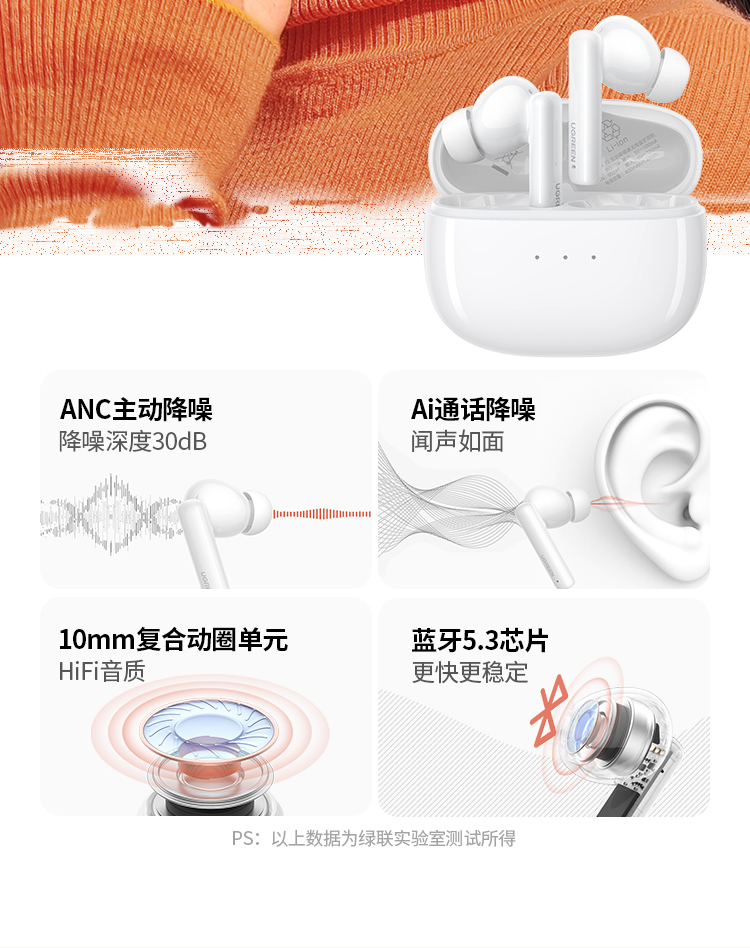 UGREEN
Li-ion
ANC主动降噪
降噪深度30dB
Ai通话降噪
闻声如面
10mm复合动圈单元
HiFi音质
蓝牙5.3芯片
更快更稳定
PS：以上数据为绿联实验室测试所得